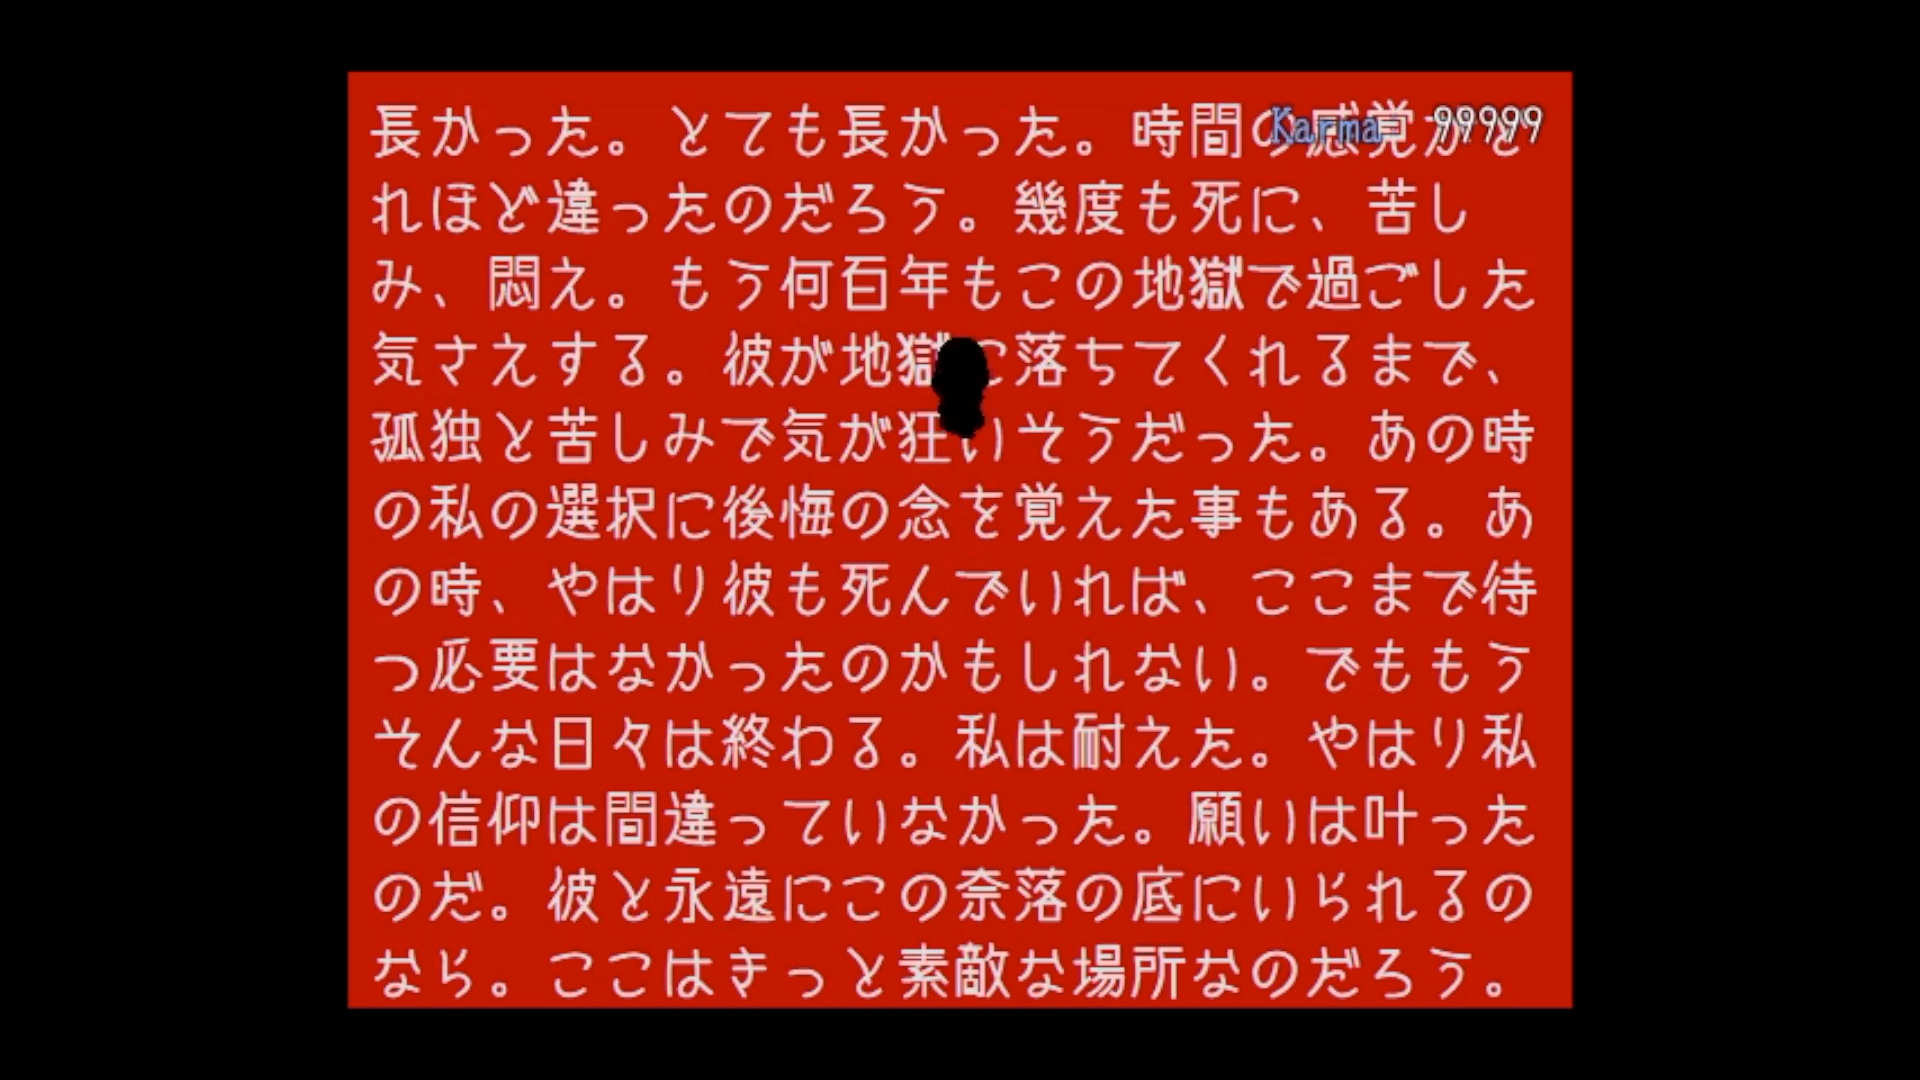 長かった。とても長かった。時間の感覚がど
Karma 99999
れほど違ったのだろう。幾度も死に、苦し
み、悶え。もう何百年もこの地獄で過ごした
気さえする。彼が地獄に落ちてくれるまで、
孤独と苦しみで気が狂いそうだった。あの時
の私の選択に後悔の念を覚えた事もある。あ
の時、やはり彼も死んでいれば、ここまで待
つ必要はなかったのかもしれない。でももう
そんな日々は終わる。私は耐えた。やはり私
の信仰は間違っていなかった。願いは叶った
のだ。彼と永遠にこの奈落の底にいられるの
なら。ここはきっと素敵な場所なのだろう。